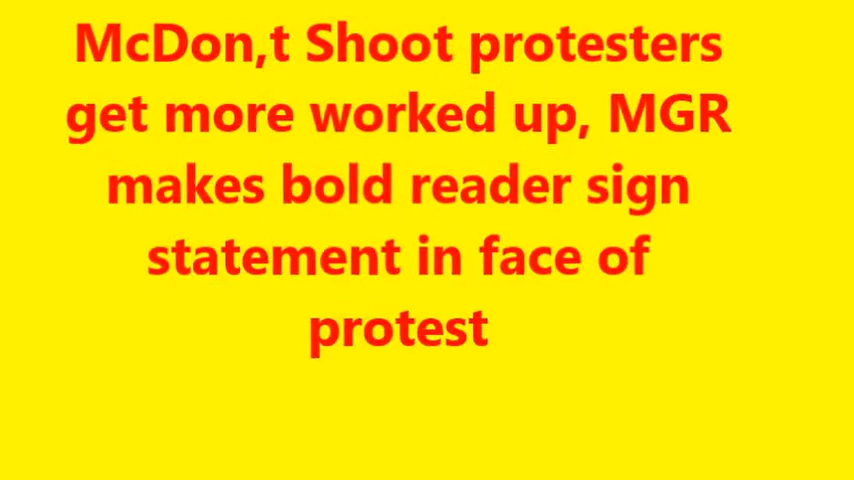 McDon,t Shoot protesters
get more worked up, MGR
makes bold reader sign
statement in face of
protest